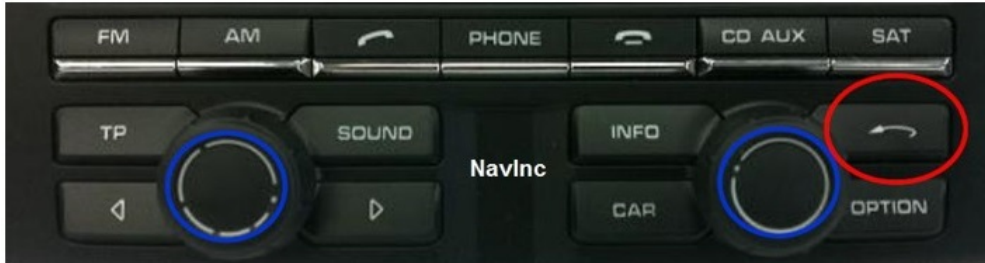 FM AM PHONE CD AUX SAT
TP SOUND INFO
NavInc
CAR OPTION